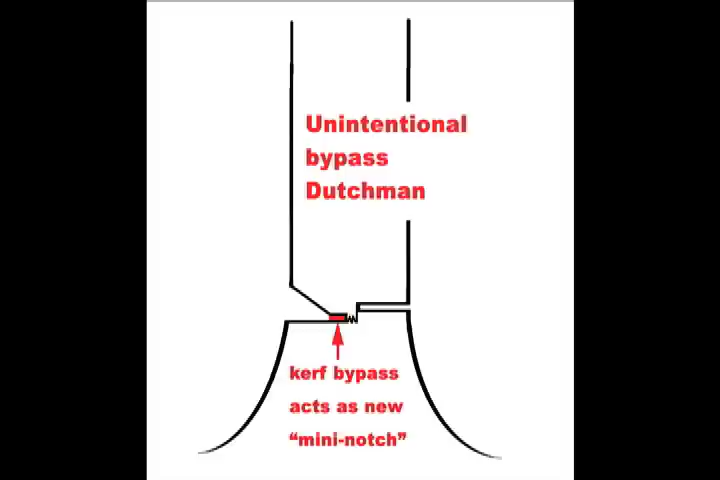 Unintentional
bypass
Dutchman
kerf bypass
acts as new
“mini-notch”